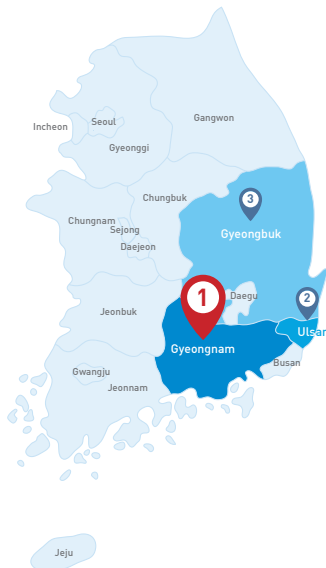 Gangwon
Seoul
Incheon
Gyeonggi
3
Chungbuk
Chungnam
Gyeongbuk
Sejong
Daejeon
1
Daegu
2
Jeonbuk
Ulsan
Gyeongnam
Busan
Gwangju
Jeonnam
Jeju